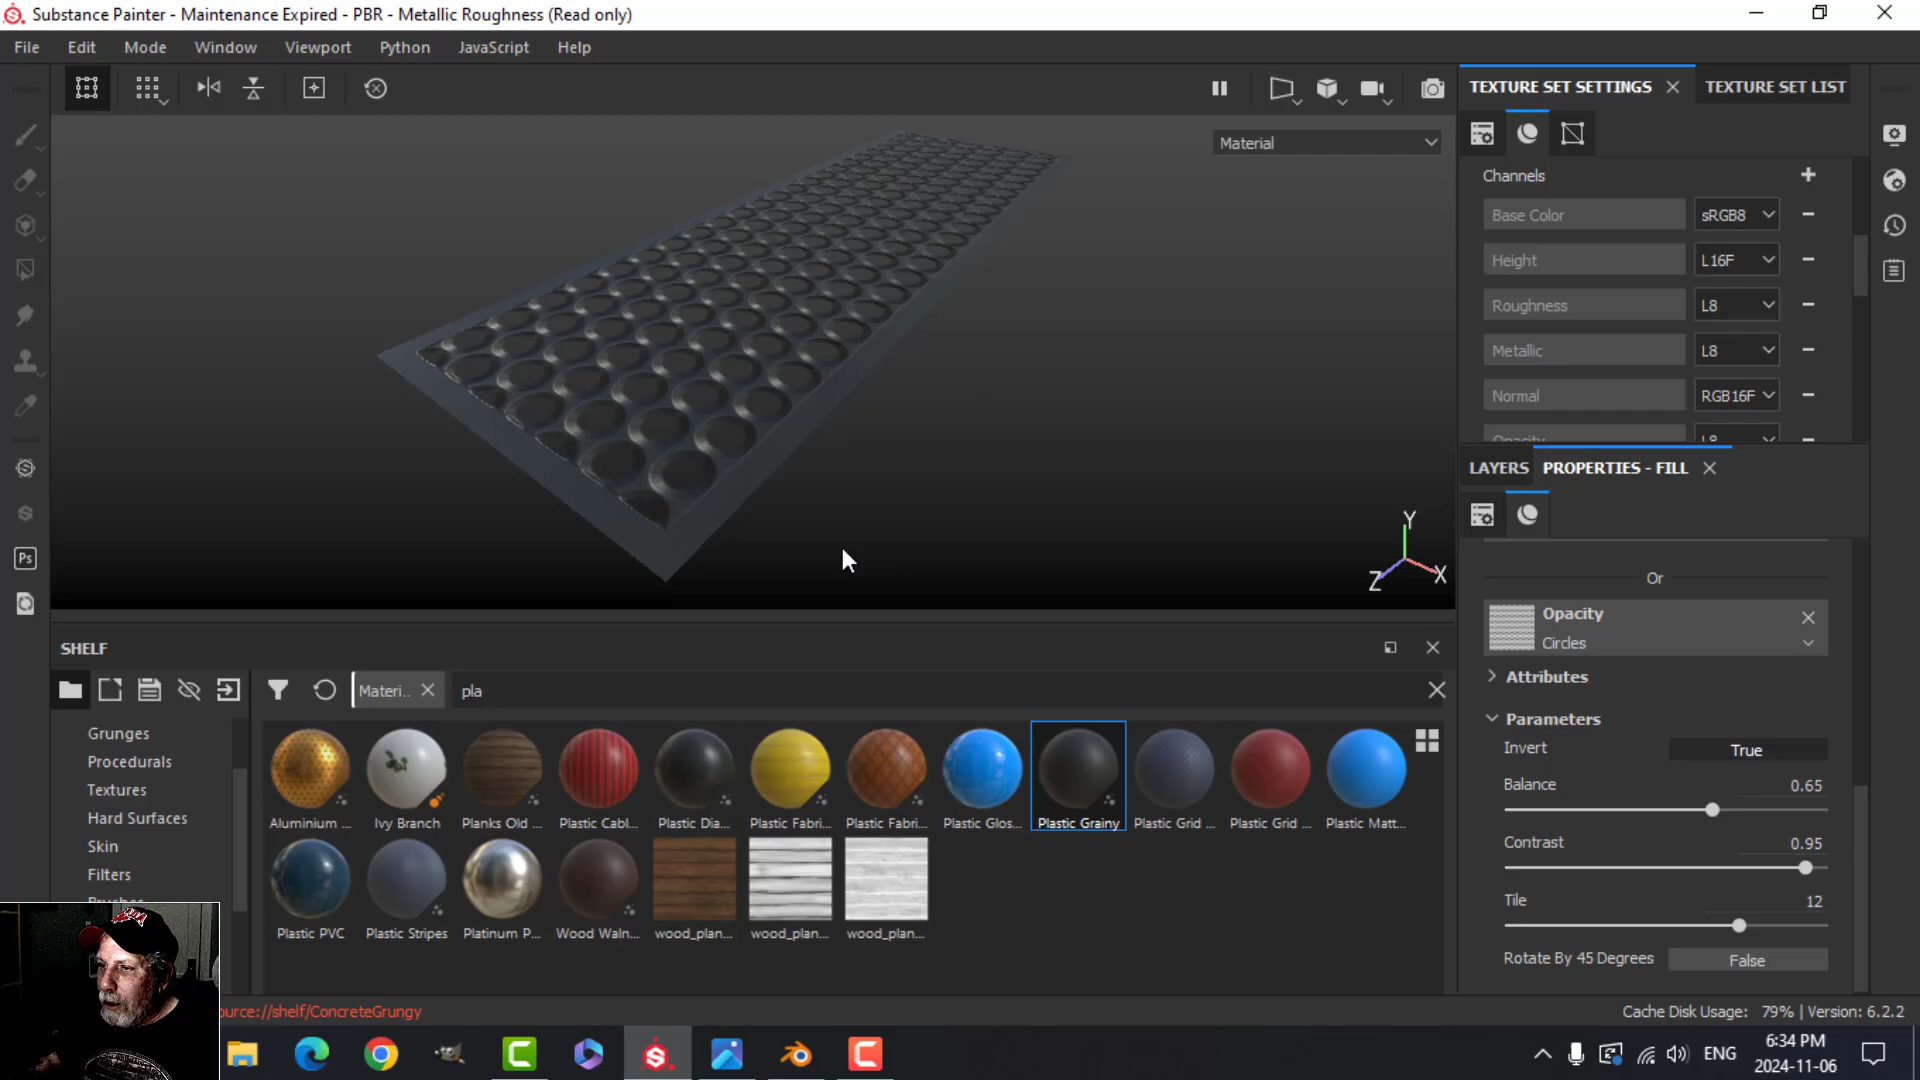 Substance Painter - Maintenance Expired - PBR - Metallic Roughness (Read only)
File Edit Mode Window Viewport Python JavaScript Help
Material
TEXTURE SET SETTINGS
TEXTURE SET LIST
Channels
Base Color sRGB8
Height L16F
Roughness L8
Metallic L8
Normal RGB16F
Opacity L8
Y
Z X
LAYERS PROPERTIES - FILL
Or
Opacity
Circles
Attributes
Parameters
Invert True
Balance 0.65
Contrast 0.95
Tile 12
Rotate By 45 Degrees False
SHELF
Materi.. pla
Grunges
Procedurals
Textures
Hard Surfaces
Skin
Filters
Brushes
Aluminium ... Ivy Branch Planks Old ... Plastic Cabl... Plastic Dia... Plastic Fabri... Plastic Fabri... Plastic Glos... Plastic Grainy Plastic Grid ... Plastic Grid ... Plastic Matt...
Plastic PVC Plastic Stripes Platinum P... Wood Waln... wood_plan... wood_plan... wood_plan...
ource://shelf/ConcreteGrungy
Cache Disk Usage: 79% | Version: 6.2.2
Ps
ENG
6:34 PM
2024-11-06